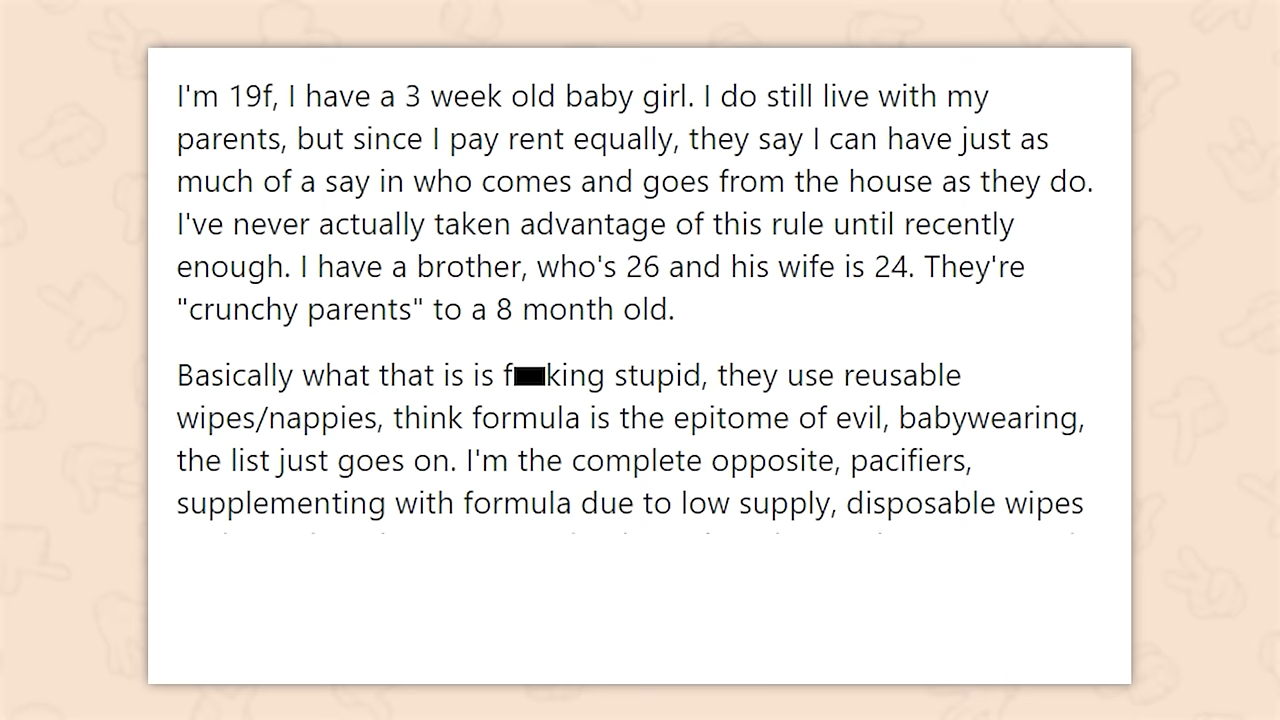 I'm 19f, I have a 3 week old baby girl. I do still live with my
parents, but since I pay rent equally, they say I can have just as
much of a say in who comes and goes from the house as they do.
I've never actually taken advantage of this rule until recently
enough. I have a brother, who's 26 and his wife is 24. They're
"crunchy parents" to a 8 month old.
Basically what that is is f██king stupid, they use reusable
wipes/nappies, think formula is the epitome of evil, babywearing,
the list just goes on. I'm the complete opposite, pacifiers,
supplementing with formula due to low supply, disposable wipes